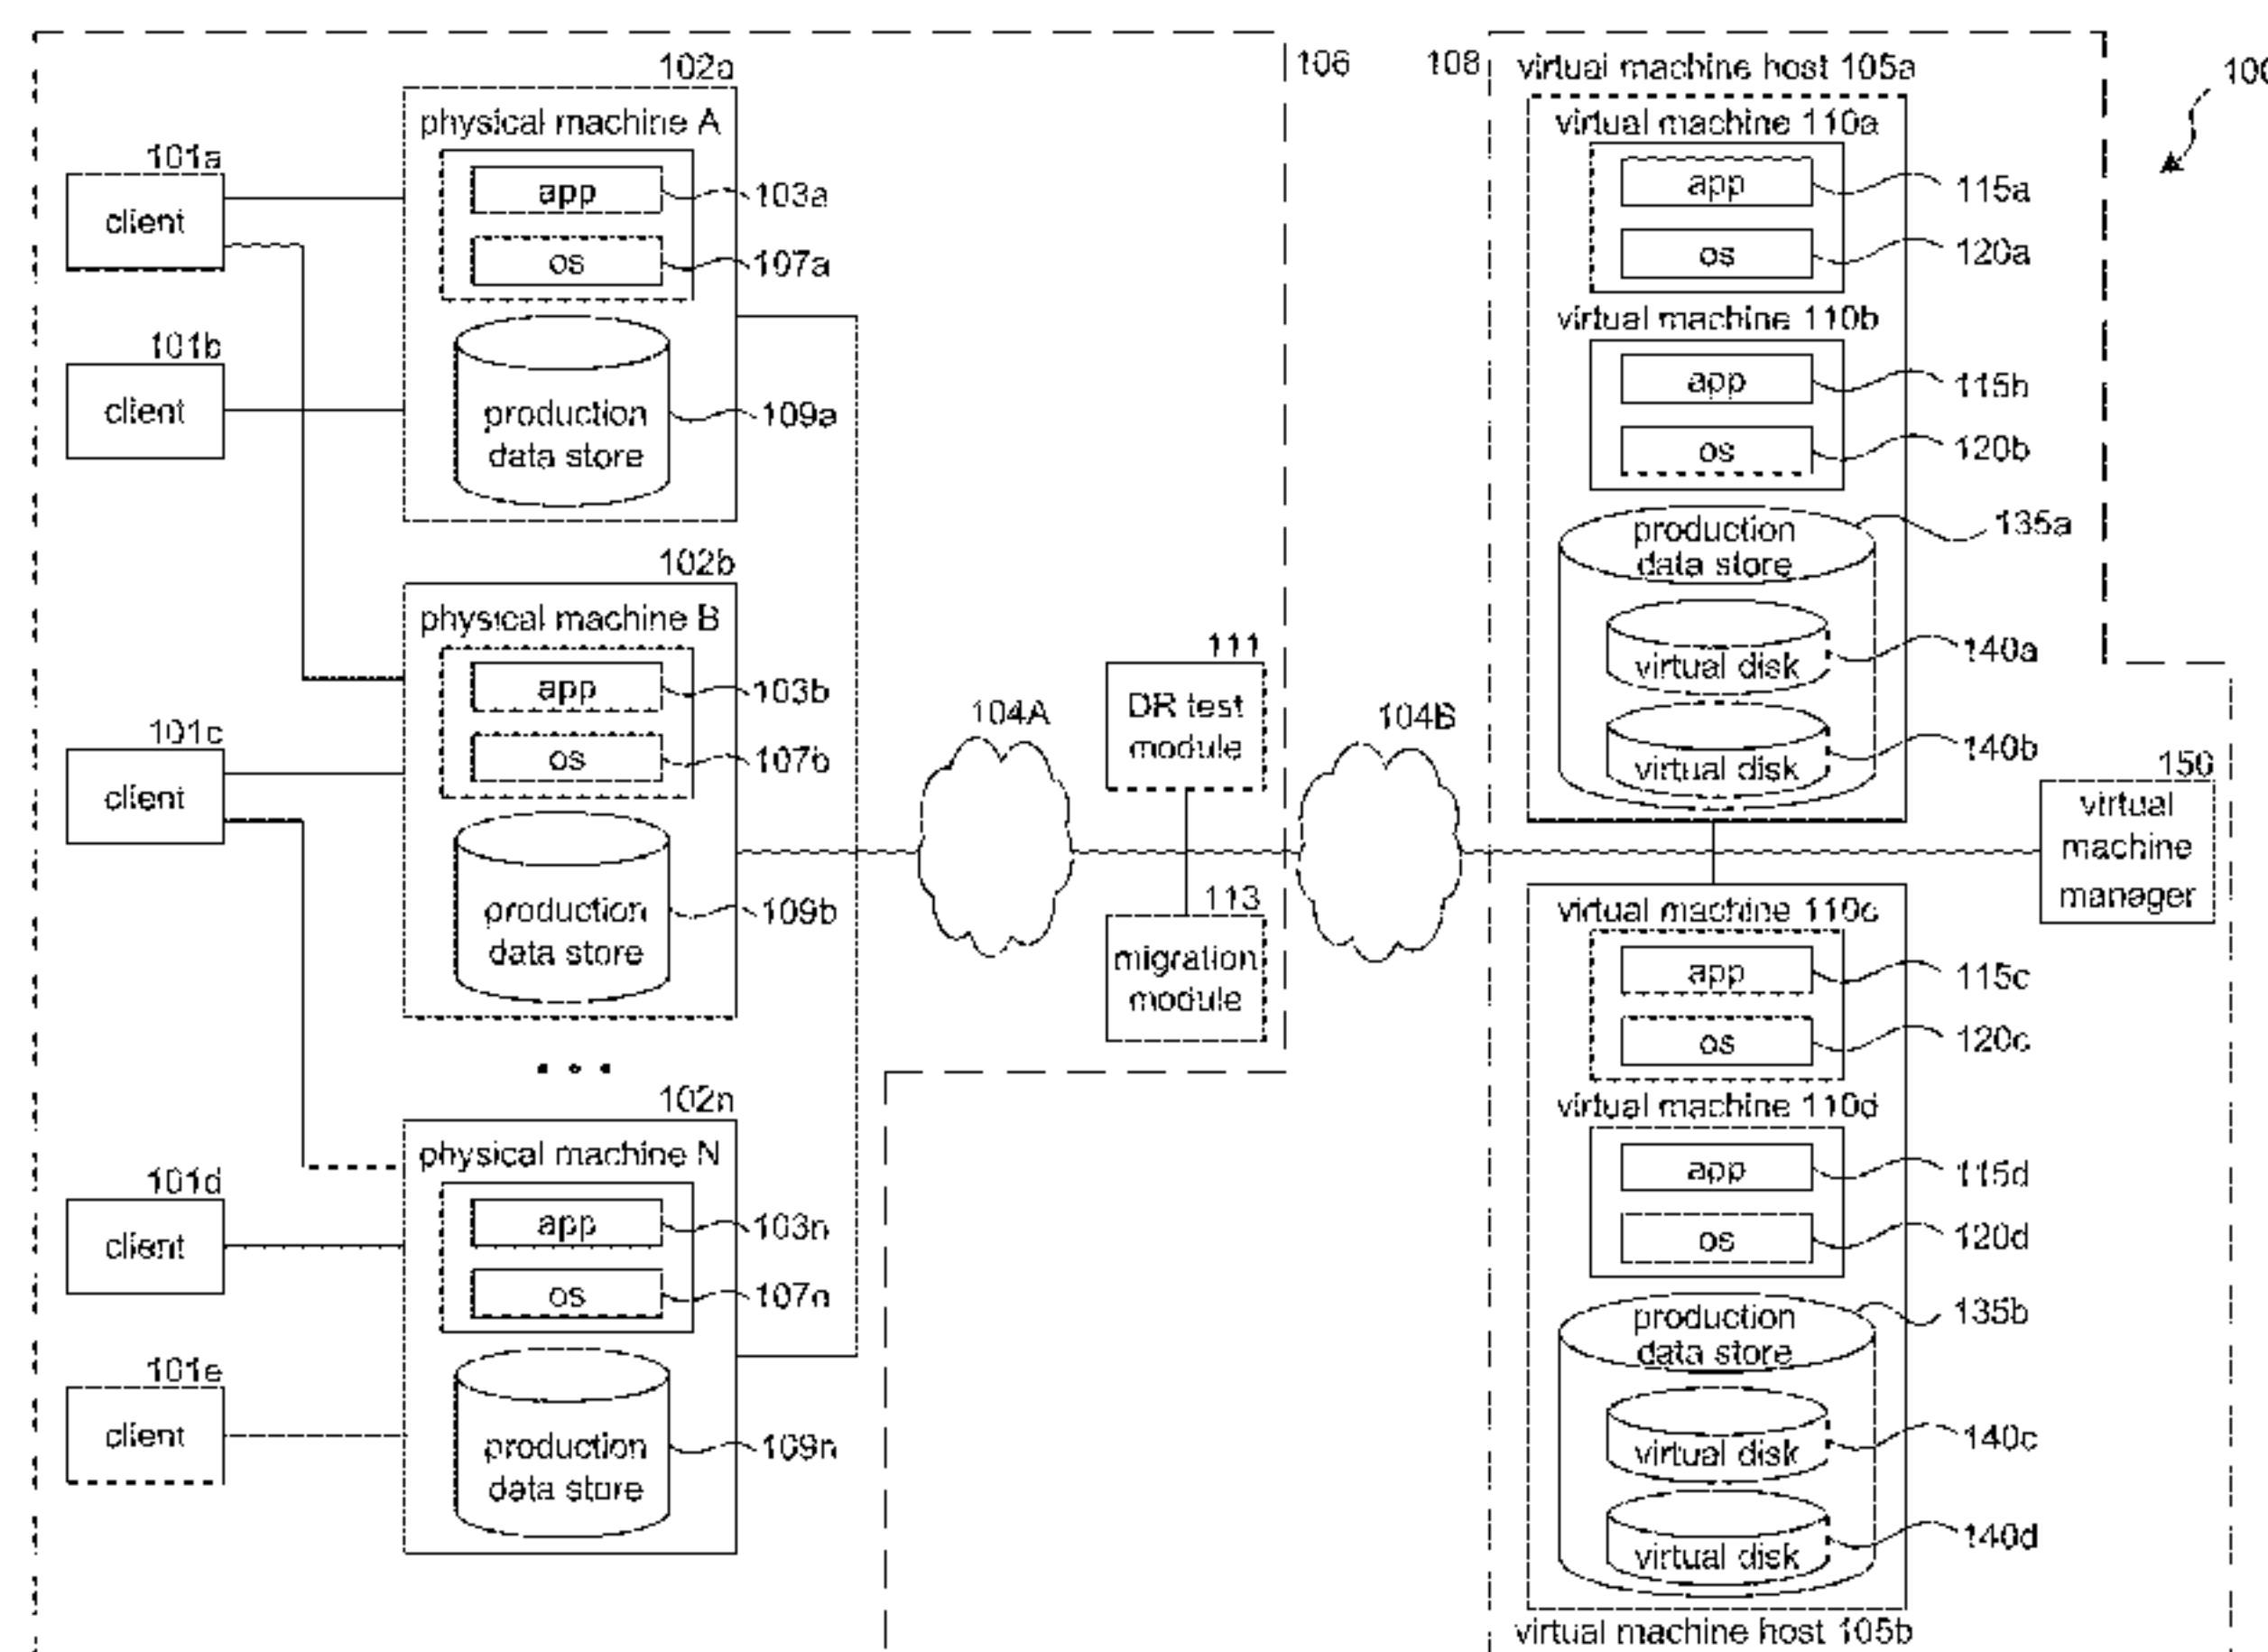 102a
physical machine A
app
103a
os
107a
production
data store
109a
101a
client
101b
client
102b
physical machine B
app
103b
os
107b
production
data store
109b
101c
client
102n
physical machine N
app
103n
os
107n
production
data store
109n
101d
client
101e
client
104A
111
DR test
module
113
migration
module
106
104B
108
virtual machine host 105a
virtual machine 110a
app
115a
os
120a
virtual machine 110b
app
115b
os
120b
production
data store
135a
virtual disk
140a
virtual disk
140b
150
virtual
machine
manager
virtual machine 110c
app
115c
os
120c
virtual machine 110d
app
115d
os
120d
production
data store
135b
virtual disk
140c
virtual disk
140d
virtual machine host 105b